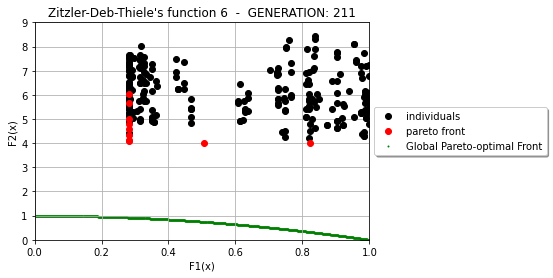 Zitzler-Deb-Thiele's function 6 - GENERATION: 211
9
8
7
6
5
4
3
2
1
0
F2(x)
0.0 0.2 0.4 0.6 0.8 1.0
F1(x)
individuals
pareto front
Global Pareto-optimal Front